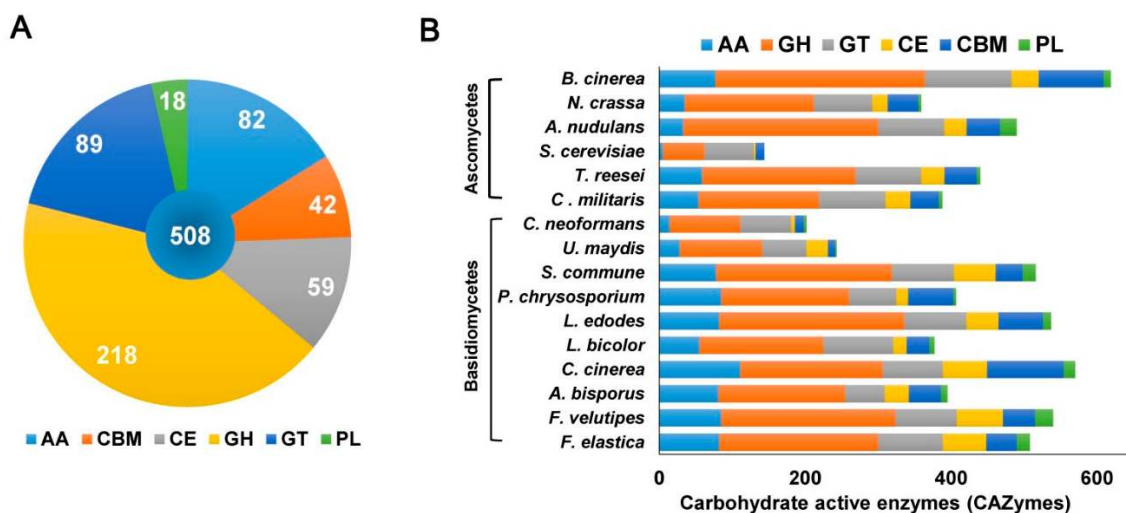 A
18
82
89
42
508
59
218
AA CBM CE GH GT PL
B
AA GH GT CE CBM PL
Ascomycetes
B. cinerea
N. crassa
A. nudulans
S. cerevisiae
T. reesei
C . militaris
Basidiomycetes
C. neoformans
U. maydis
S. commune
P. chrysosporium
L. edodes
L. bicolor
C. cinerea
A. bisporus
F. velutipes
F. elastica
0 200 400 600
Carbohydrate active enzymes (CAZymes)